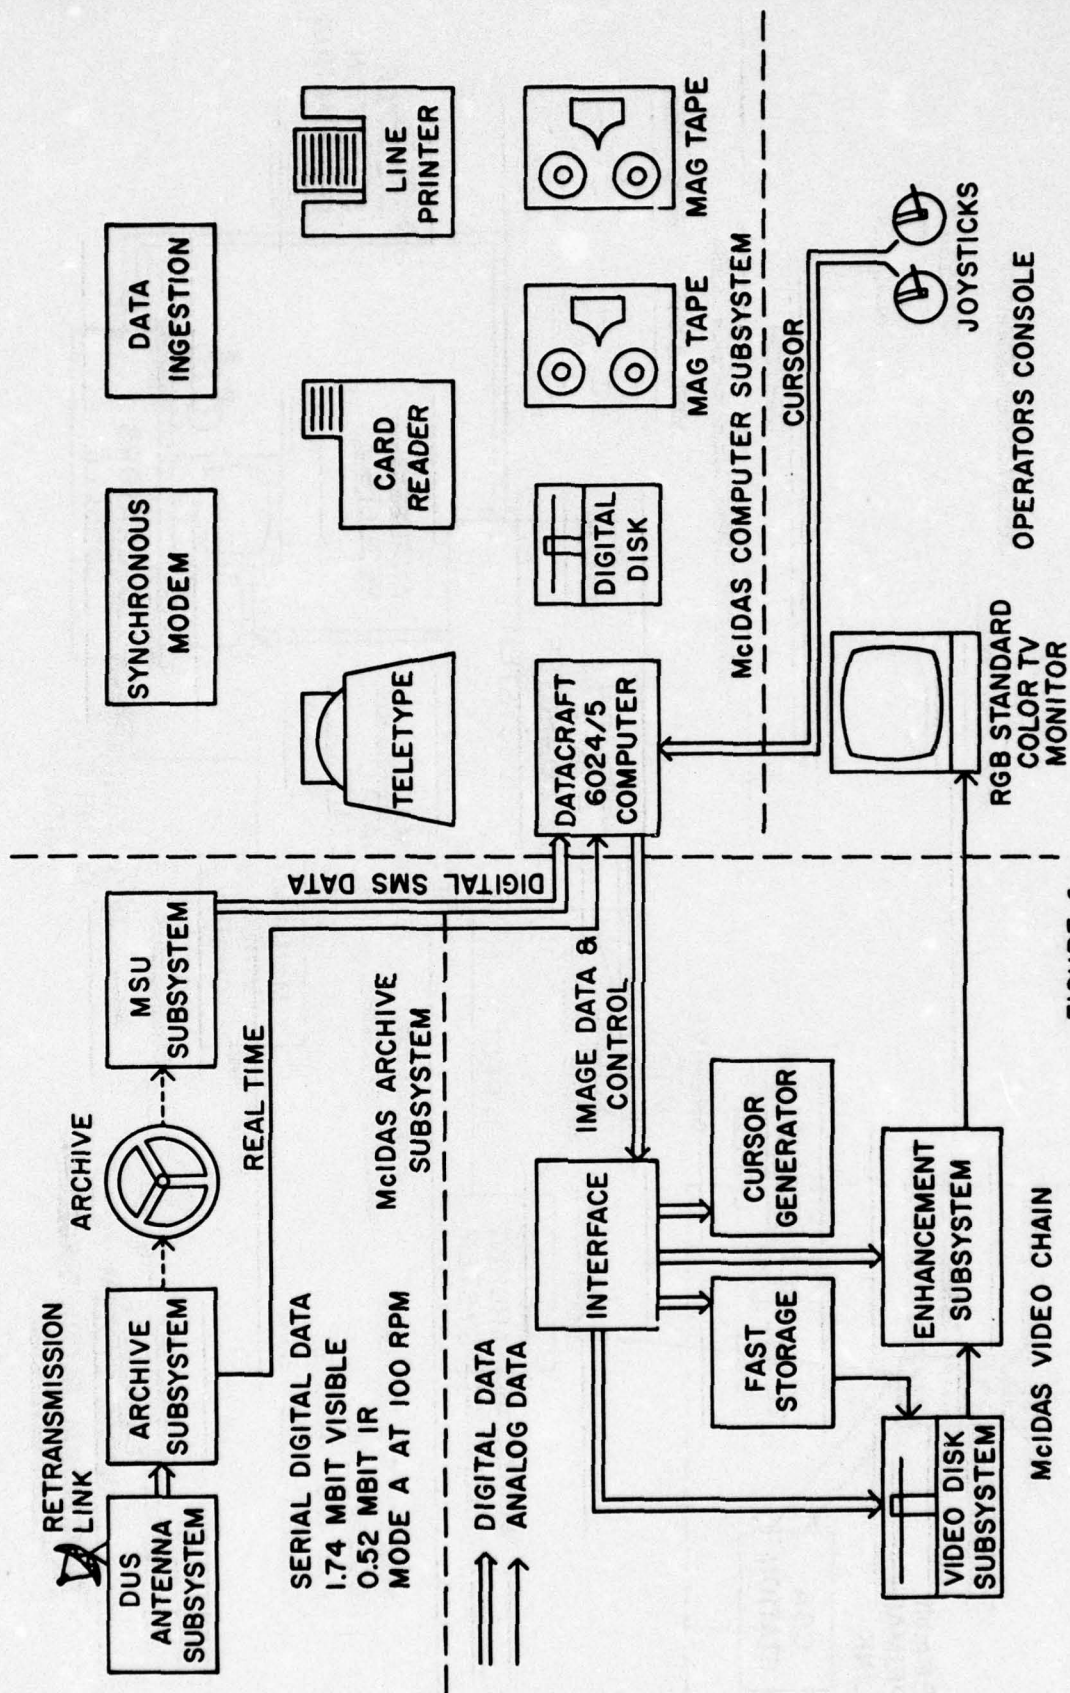 RETRANSMISSION
LINK
DUS
ANTENNA
SUBSYSTEM
ARCHIVE
SUBSYSTEM
ARCHIVE
MSU
SUBSYSTEM
REAL TIME
DIGITAL SMS DATA
SERIAL DIGITAL DATA
1.74 MBIT VISIBLE
0.52 MBIT IR
MODE A AT 100 RPM
McIDAS ARCHIVE
SUBSYSTEM
SYNCHRONOUS
MODEM
DATA
INGESTION
TELETYPE
CARD
READER
LINE
PRINTER
DATACRAFT
6024/5
COMPUTER
DIGITAL
DISK
MAG TAPE
MAG TAPE
McIDAS COMPUTER SUBSYSTEM
DIGITAL DATA
ANALOG DATA
IMAGE DATA &
CONTROL
INTERFACE
FAST
STORAGE
CURSOR
GENERATOR
VIDEO DISK
SUBSYSTEM
ENHANCEMENT
SUBSYSTEM
McIDAS VIDEO CHAIN
CURSOR
JOYSTICKS
RGB STANDARD
COLOR TV
MONITOR
OPERATORS CONSOLE